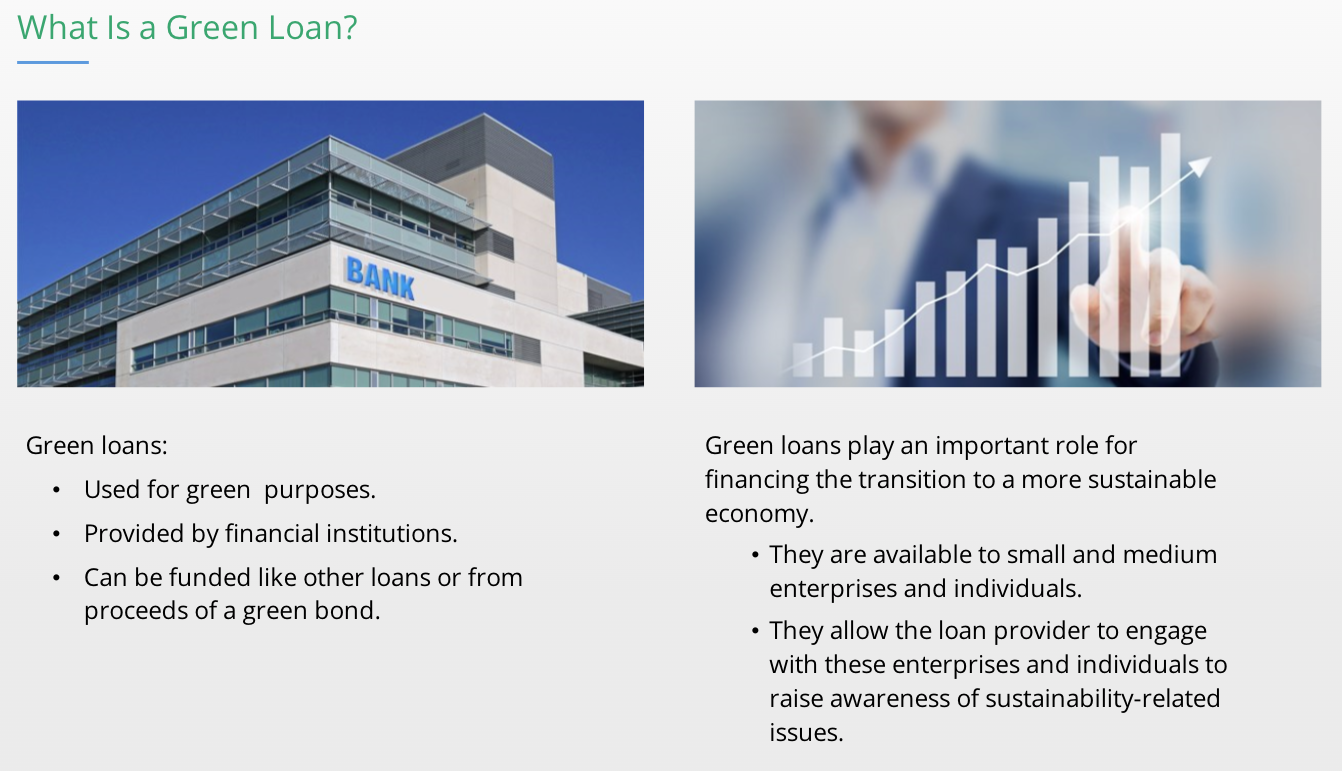 What Is a Green Loan?
BANK
Green loans:
• Used for green  purposes.
• Provided by financial institutions.
• Can be funded like other loans or from
proceeds of a green bond.
Green loans play an important role for
financing the transition to a more sustainable
economy.
• They are available to small and medium
enterprises and individuals.
• They allow the loan provider to engage
with these enterprises and individuals to
raise awareness of sustainability-related
issues.